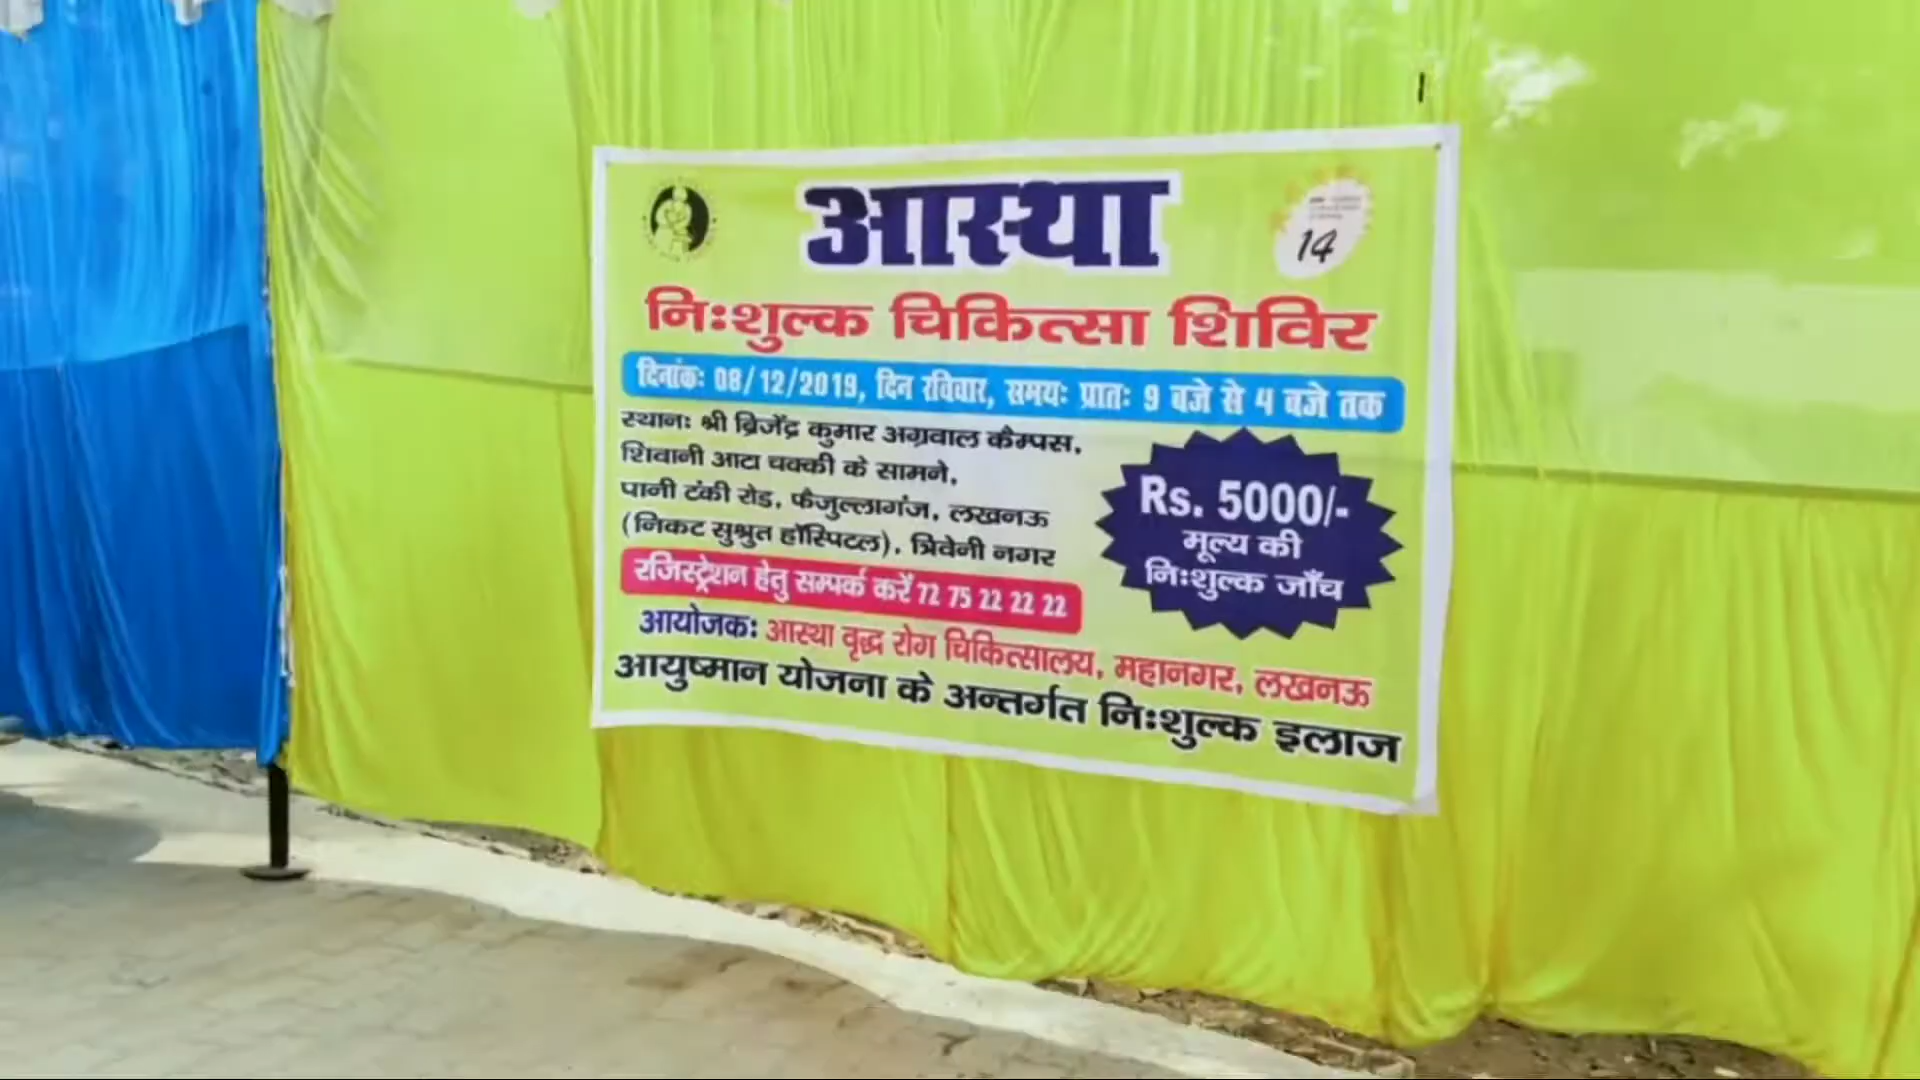 आस्था
14
निःशुल्क चिकित्सा शिविर
दिनांकः 08/12/2019, दिन रविवार, समयः प्रातः 9 बजे से 4 बजे तक
स्थानः श्री ब्रिजेंद्र कुमार अग्रवाल कैम्पस,
शिवानी आटा चक्की के सामने,
पानी टंकी रोड, फैजुल्लागंज, लखनऊ
(निकट सुश्रुत हॉस्पिटल), त्रिवेनी नगर
Rs. 5000/-
मूल्य की
निःशुल्क जाँच
रजिस्ट्रेशन हेतु सम्पर्क करें 72 75 22 22 22
आयोजकः आस्था वृद्ध रोग चिकित्सालय, महानगर, लखनऊ
आयुष्मान योजना के अन्तर्गत निःशुल्क इलाज